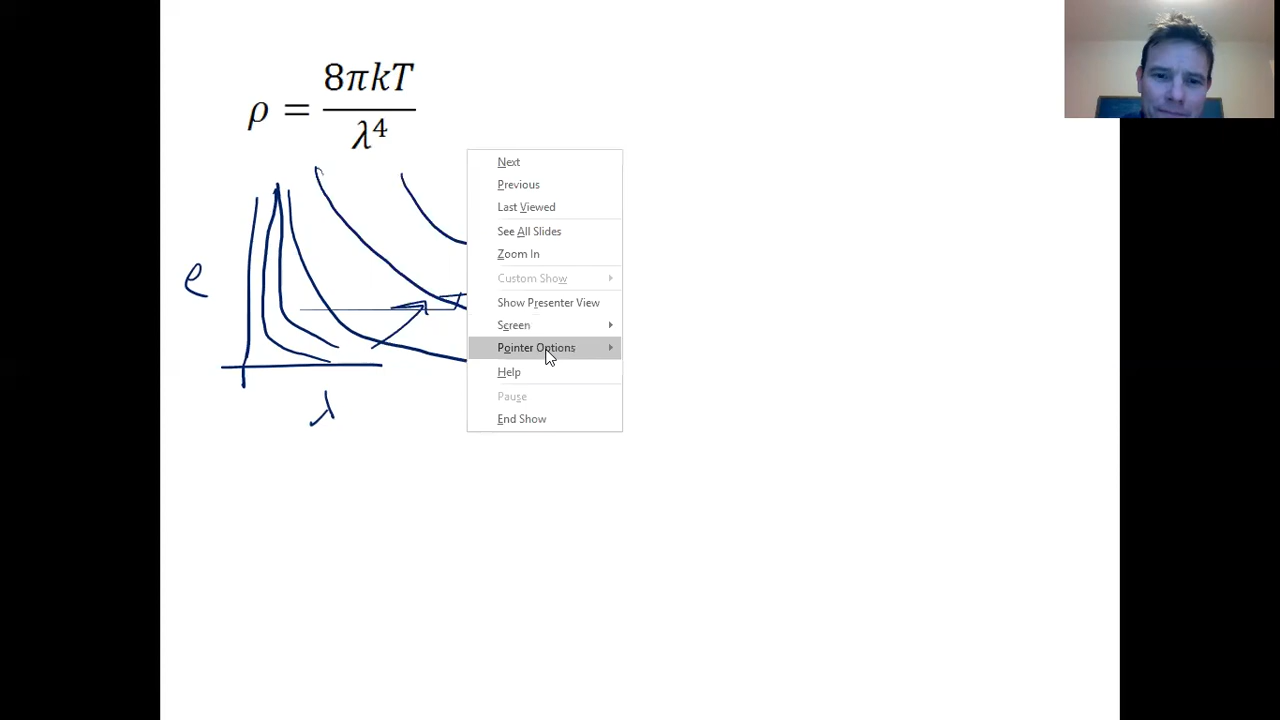 ρ = 8πkT / λ⁴
e
λ
Next
Previous
Last Viewed
See All Slides
Zoom In
Custom Show
Show Presenter View
Screen
Pointer Options
Help
Pause
End Show